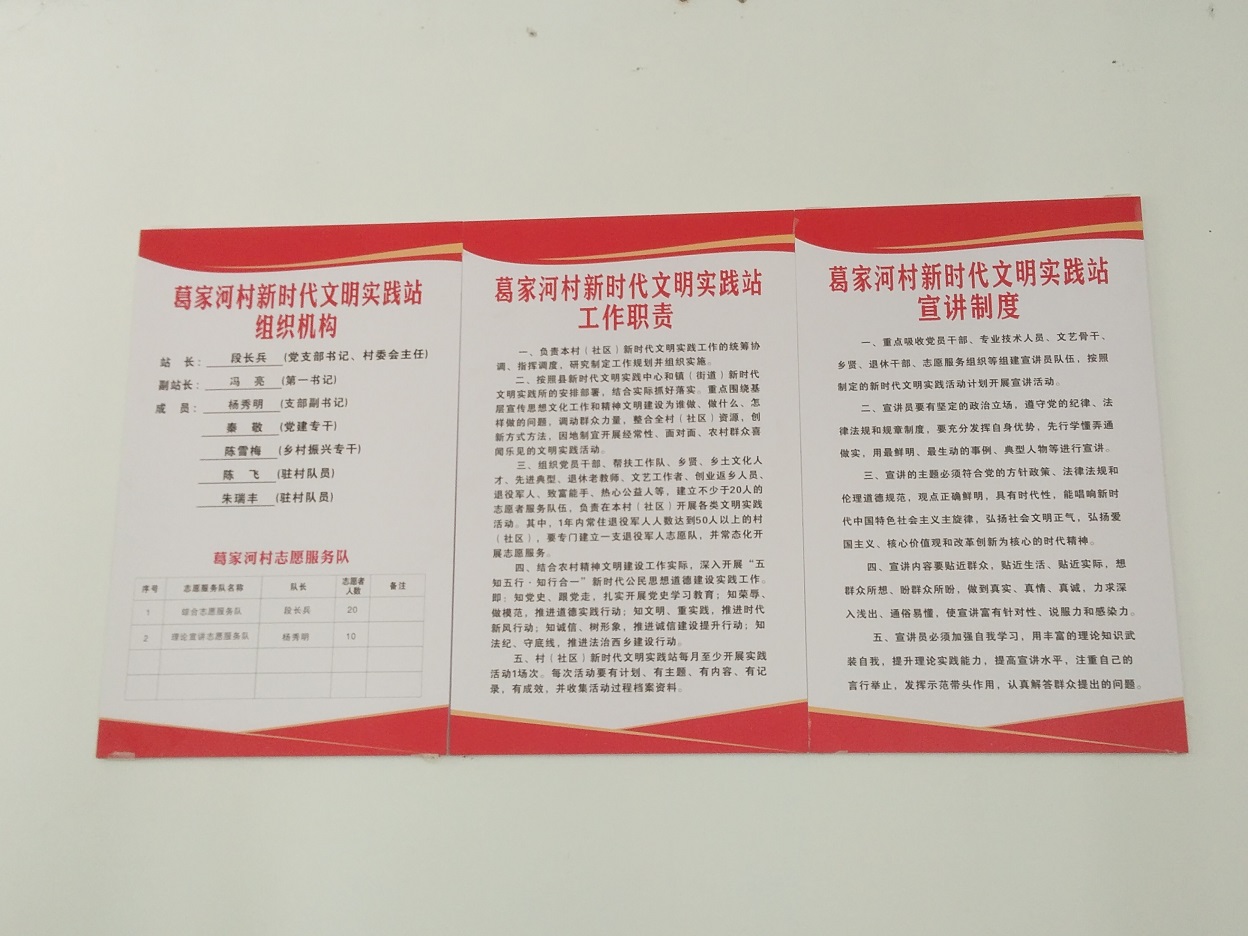 葛家河村新时代文明实践站
组织机构
站 长：段长兵（党支部书记、村委会主任）
副站长：冯 亮（第一书记）
成 员：杨秀明（支部副书记）
秦 敬（党建专干）
陈雪梅（乡村振兴专干）
陈 飞（驻村队员）
朱瑞丰（驻村队员）
葛家河村志愿服务队
序号 志愿服务队名称 队长 志愿者人数 备注
1 综合志愿服务队 段长兵 20
2 理论宣讲志愿服务队 杨秀明 10
葛家河村新时代文明实践站
工作职责
一、负责本村（社区）新时代文明实践工作的统筹协
调、指挥调度，研究制定工作规划并组织实施。
二、按照县新时代文明实践中心和镇（街道）新时代
文明实践所的安排部署，结合实际抓好落实。重点围绕基
层宣传思想文化工作和精神文明建设为谁做、做什么、怎
样做的问题，调动群众力量，整合全村（社区）资源，创
新方式方法，因地制宜开展经常性、面对面、农村群众喜
闻乐见的文明实践活动。
三、组织党员干部、帮扶工作队、乡贤、乡土文化人
才、先进典型、退休老教师、文艺工作者、创业返乡人员、
退役军人、致富能手、热心公益人等，建立不少于20人的
志愿者服务队伍，负责在本村（社区）开展各类文明实践
活动。其中，1年内常住退役军人人数达到50人以上的村
（社区），要专门建立一支退役军人志愿队，并常态化开
展志愿服务。
四、结合农村精神文明建设工作实际，深入开展“五
知五行·知行合一”新时代公民思想道德建设实践工作。
即：知党史、跟党走，扎实开展党史学习教育；知荣辱、
做模范，推进道德实践行动；知文明、重实践，推进时代
新风行动；知诚信、树形象，推进诚信建设提升行动；知
法纪、守底线，推进法治西乡建设行动。
五、村（社区）新时代文明实践站每月至少开展实践
活动1场次。每次活动要有计划、有主题、有内容、有记
录，有成效，并收集活动过程档案资料。
葛家河村新时代文明实践站
宣讲制度
一、重点吸收党员干部、专业技术人员、文艺骨干、
乡贤、退休干部、志愿服务组织等组建宣讲员队伍，按照
制定的新时代文明实践活动计划开展宣讲活动。
二、宣讲员要有坚定的政治立场，遵守党的纪律、法
律法规和规章制度，要充分发挥自身优势，先行学懂弄通
做实。用最鲜明、最生动的事例、典型人物等进行宣讲。
三、宣讲的主题必须符合党的方针政策、法律法规和
伦理道德规范，观点正确鲜明，具有时代性，能唱响新时
代中国特色社会主义主旋律，弘扬社会文明正气，弘扬爱
国主义、核心价值观和改革创新为核心的时代精神。
四、宣讲内容要贴近群众，贴近生活、贴近实际，想
群众所想、盼群众所盼，做到真实、真情、真诚，力求深
入浅出、通俗易懂，使宣讲富有针对性、说服力和感染力。
五、宣讲员必须加强自我学习，用丰富的理论知识武
装自我，提升理论实践能力，提高宣讲水平，注重自己的
言行举止，发挥示范带头作用，认真解答群众提出的问题。